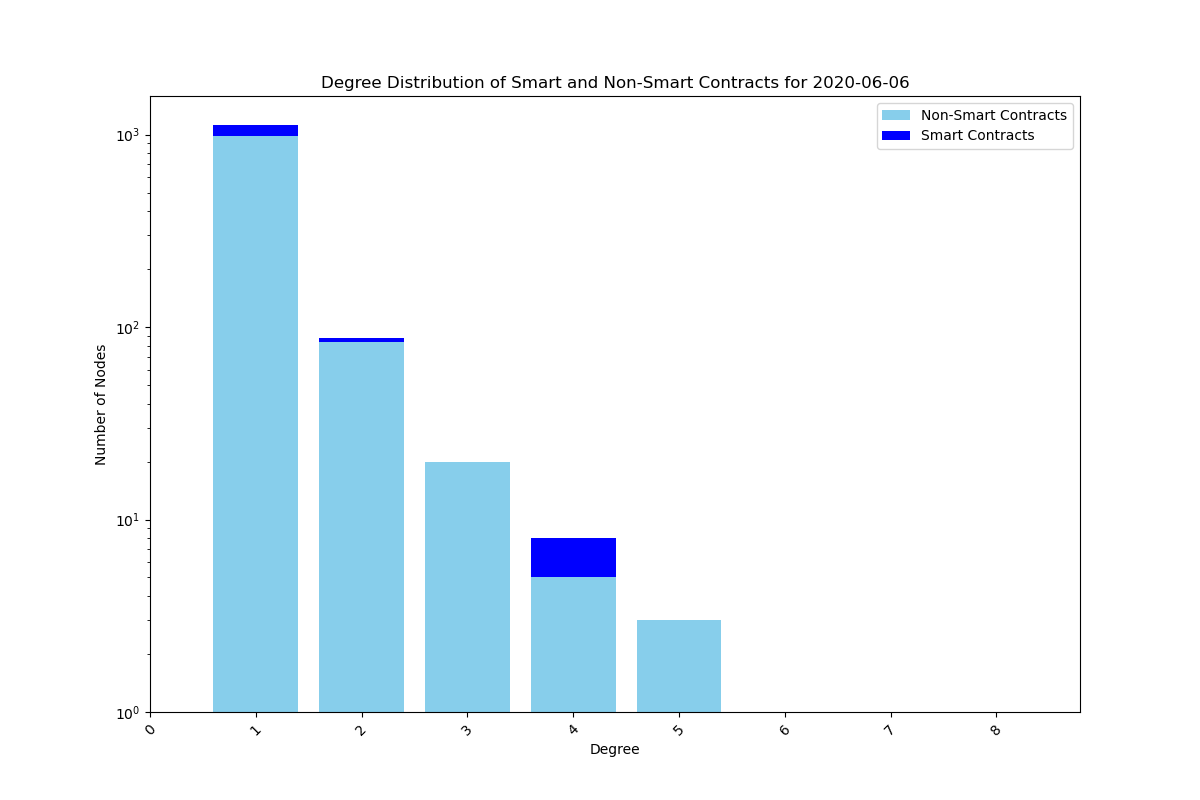 Degree Distribution of Smart and Non-Smart Contracts for 2020-06-06
Non-Smart Contracts
Smart Contracts
Number of Nodes
10³
10²
10¹
10⁰
0 1 2 3 4 5 6 7 8
Degree